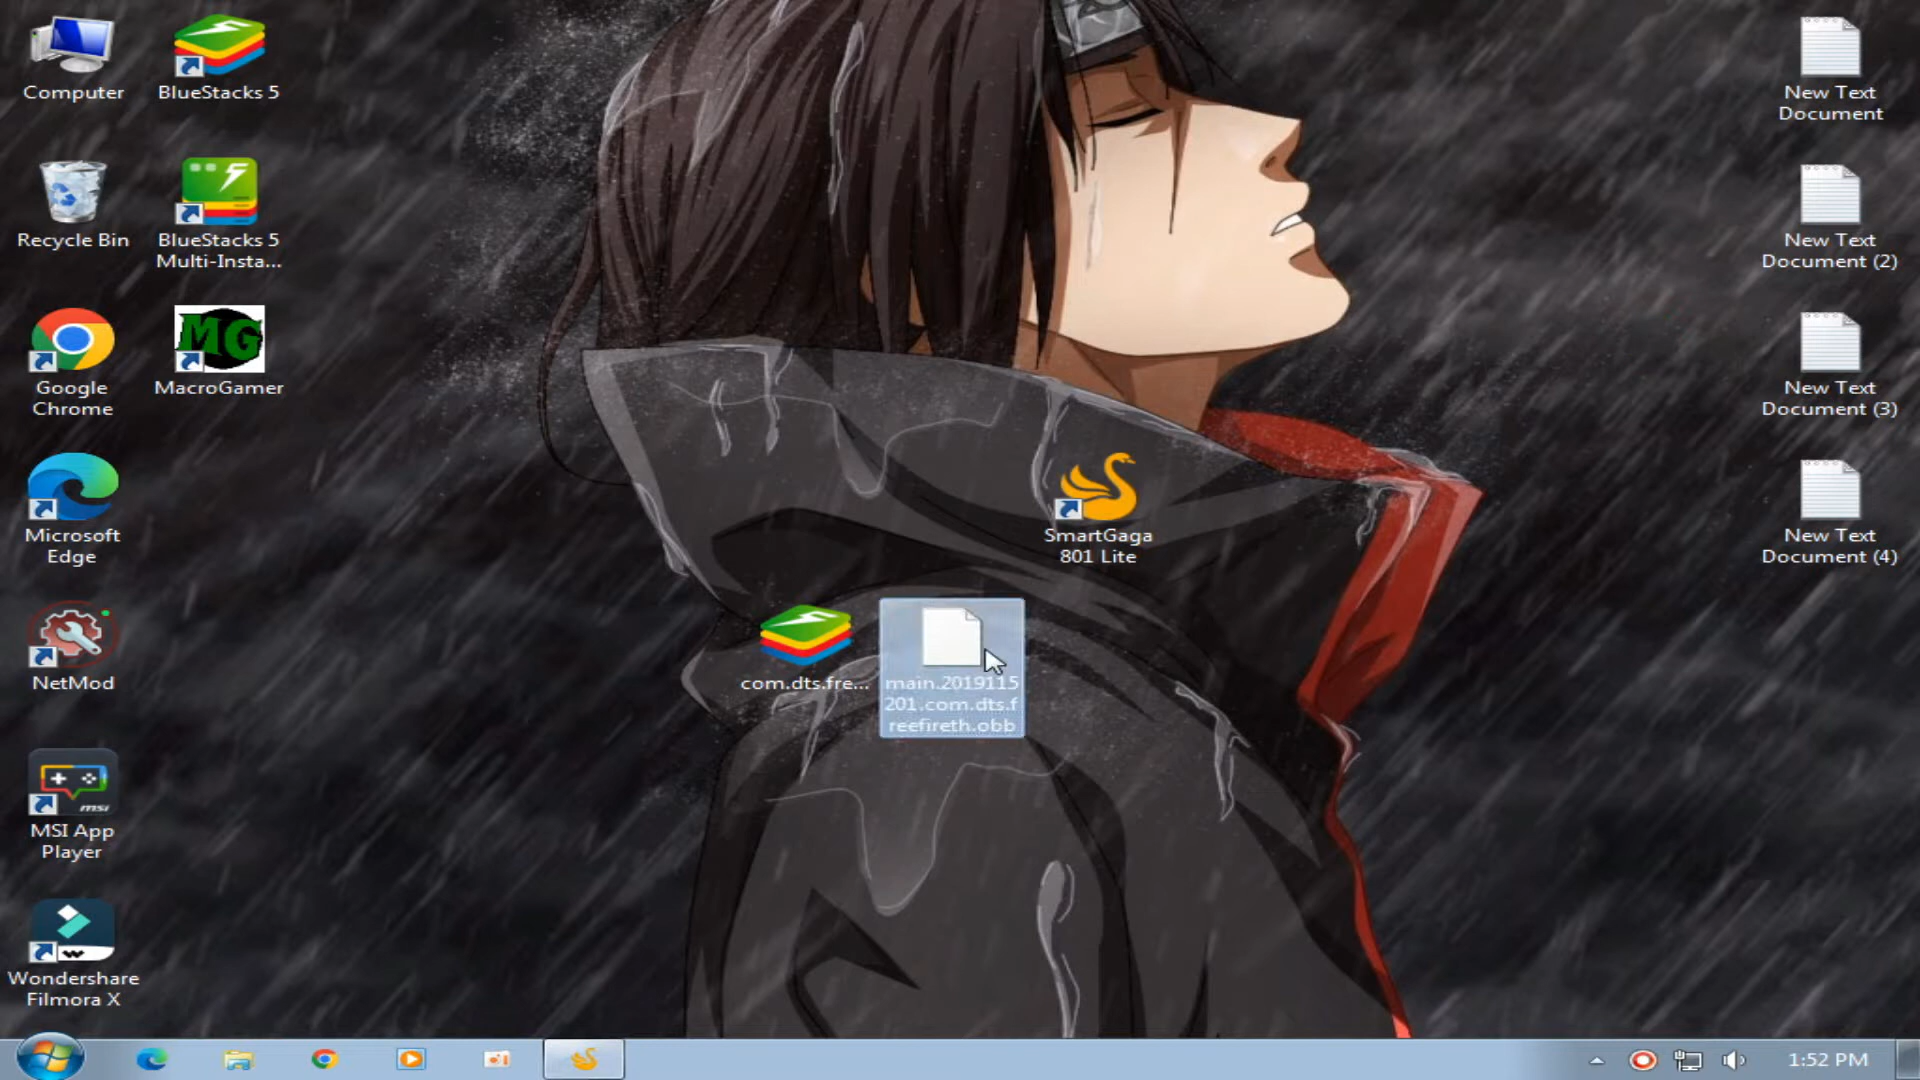 Computer
BlueStacks 5
Recycle Bin
BlueStacks 5
Multi-Insta...
Google
Chrome
MG
MacroGamer
Microsoft
Edge
NetMod
msi
MSI App
Player
Wondershare
Filmora X
SmartGaga
801 Lite
com.dts.fre...
main.2019115
201.com.dts.f
reefireth.obb
New Text
Document
New Text
Document (2)
New Text
Document (3)
New Text
Document (4)
1:52 PM